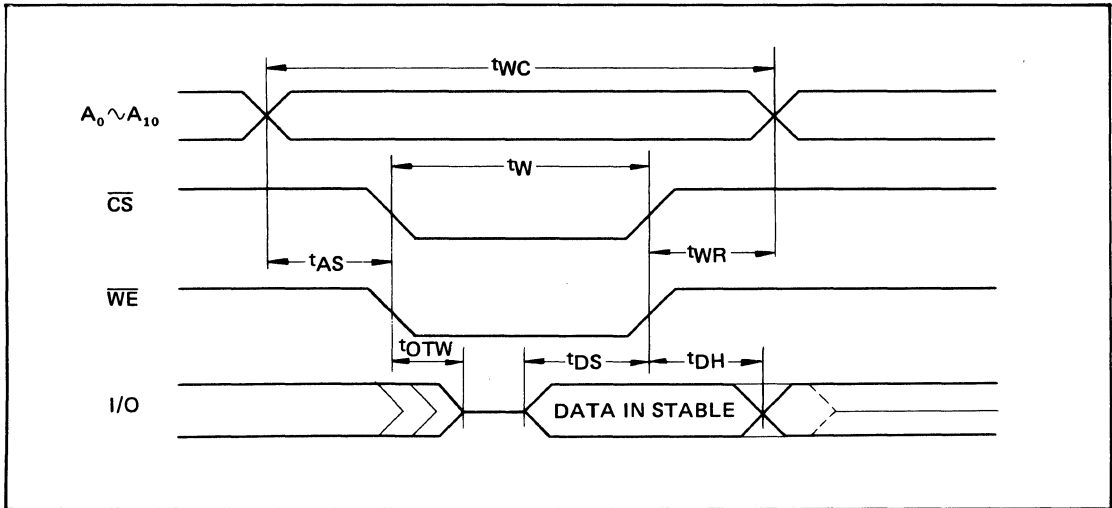 tWC
A0~A10
tW
CS
tAS
tWR
WE
tOTW
tDS
tDH
I/O
DATA IN STABLE